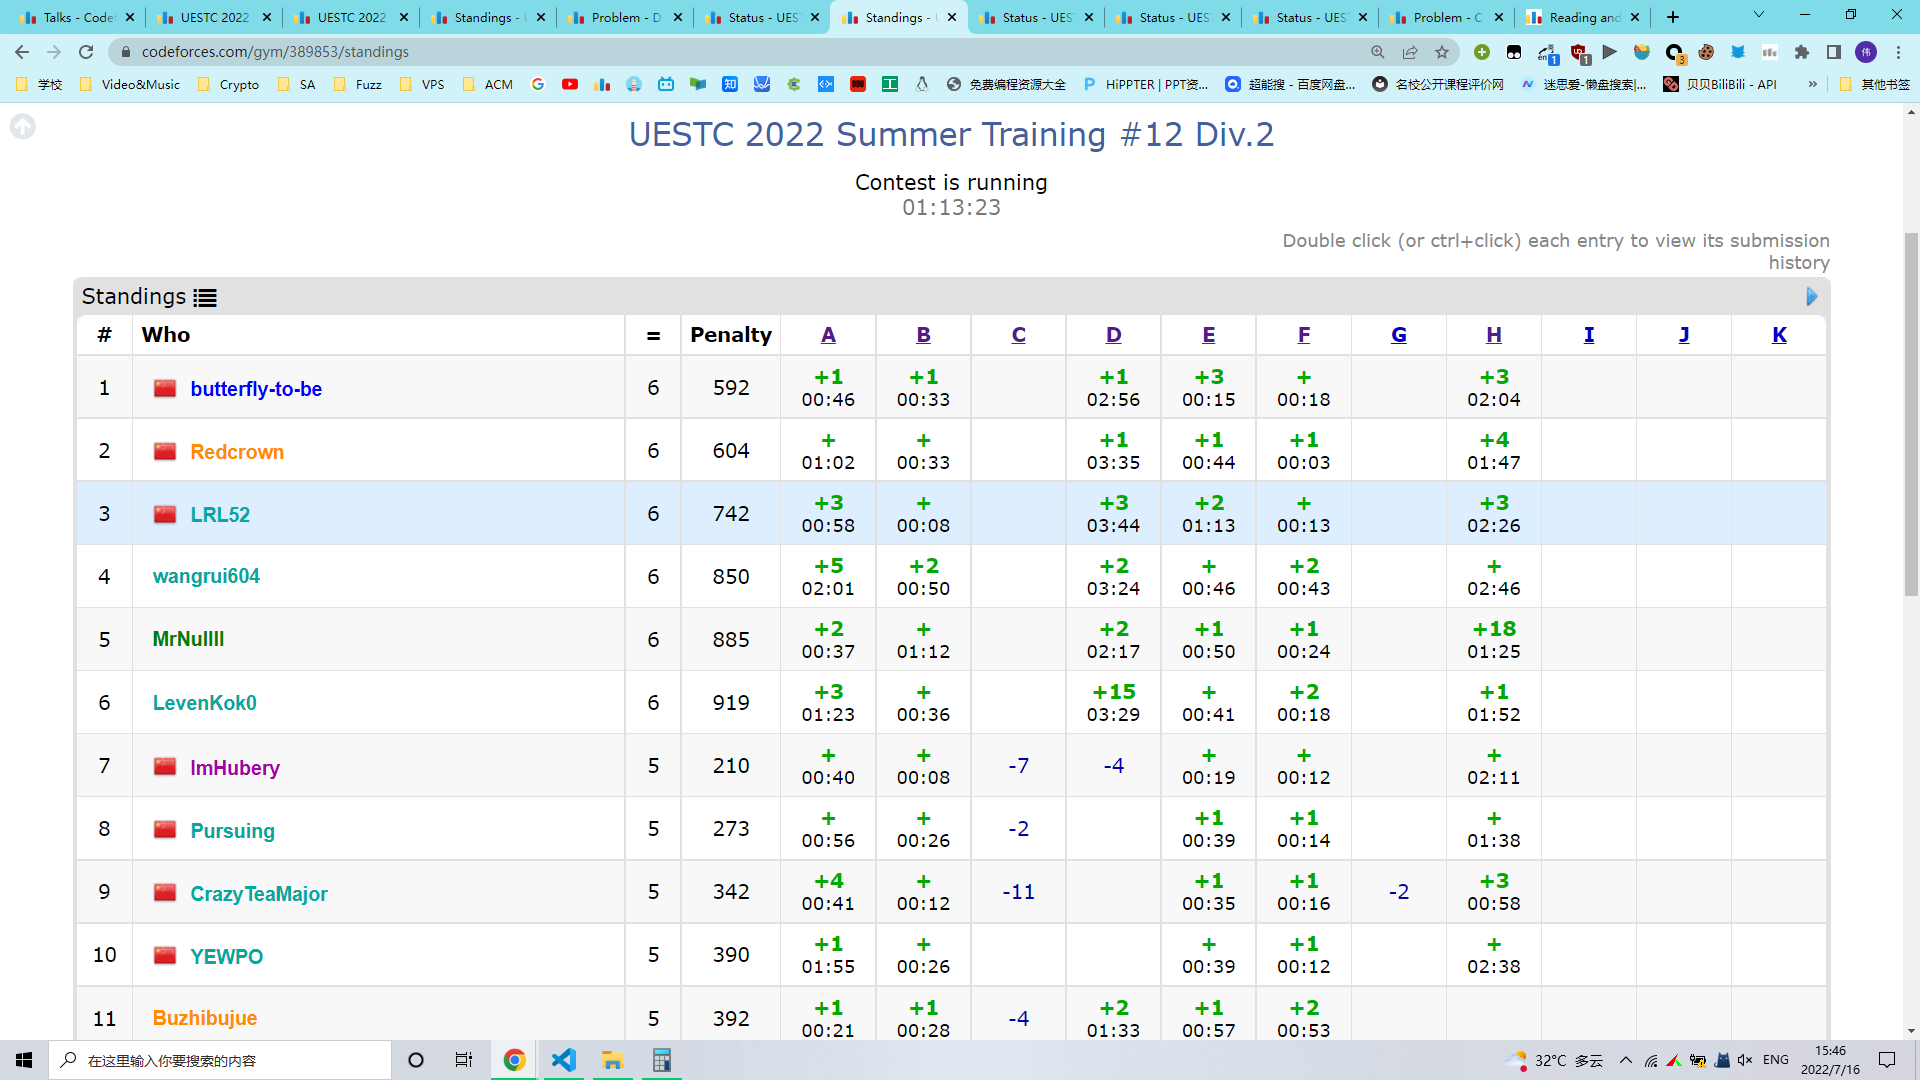 Talks - Codef UESTC 2022 UESTC 2022 Standings - U Problem - D Status - UEST Standings - U Status - UEST Status - UEST Status - UEST Problem - C Reading and
codeforces.com/gym/389853/standings
学校 Video&Music Crypto SA Fuzz VPS ACM 免费编程资源大全 HiPPTER | PPT资... 超能搜 - 百度网盘... 名校公开课程评价网 迷思爱-懒盘搜索|... 贝贝BiliBili - API » 其他书签
UESTC 2022 Summer Training #12 Div.2
Contest is running
01:13:23
Double click (or ctrl+click) each entry to view its submission
history
Standings
# Who = Penalty A B C D E F G H I J K
1 butterfly-to-be 6 592 +1 00:46 +1 00:33 +1 02:56 +3 00:15 + 00:18 +3 02:04
2 Redcrown 6 604 + 01:02 + 00:33 +1 03:35 +1 00:44 +1 00:03 +4 01:47
3 LRL52 6 742 +3 00:58 + 00:08 +3 03:44 +2 01:13 + 00:13 +3 02:26
4 wangrui604 6 850 +5 02:01 +2 00:50 +2 03:24 + 00:46 +2 00:43 + 02:46
5 MrNullll 6 885 +2 00:37 + 01:12 +2 02:17 +1 00:50 +1 00:24 +18 01:25
6 LevenKok0 6 919 +3 01:23 + 00:36 +15 03:29 + 00:41 +2 00:18 +1 01:52
7 ImHubery 5 210 + 00:40 + 00:08 -7 -4 + 00:19 + 00:12 + 02:11
8 Pursuing 5 273 + 00:56 + 00:26 -2 +1 00:39 +1 00:14 + 01:38
9 CrazyTeaMajor 5 342 +4 00:41 + 00:12 -11 +1 00:35 +1 00:16 -2 +3 00:58
10 YEWPO 5 390 +1 01:55 + 00:26 + 00:39 +1 00:12 + 02:38
11 Buzhibujue 5 392 +1 00:21 +1 00:28 -4 +2 01:33 +1 00:57 +2 00:53
在这里输入你要搜索的内容 32°C 多云 ENG 15:46
2022/7/16